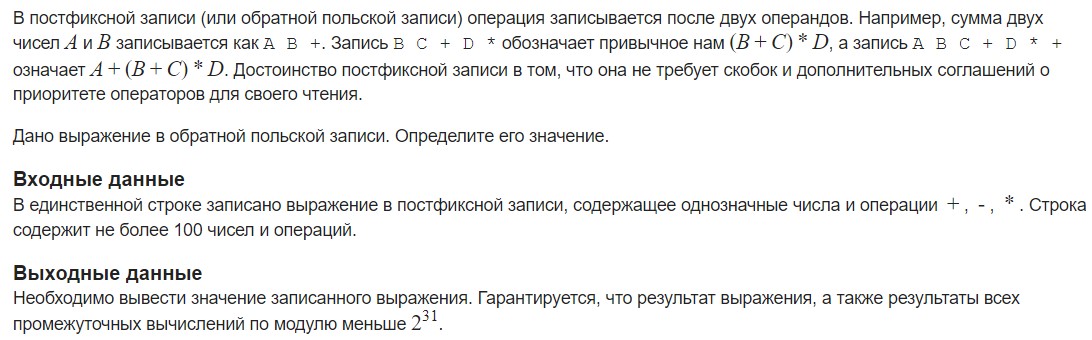 В постфиксной записи (или обратной польской записи) операция записывается после двух операндов. Например, сумма двух
чисел A и B записывается как A B +. Запись B C + D * обозначает привычное нам (B + C) * D, а запись A B C + D * +
означает A + (B + C) * D. Достоинство постфиксной записи в том, что она не требует скобок и дополнительных соглашений о
приоритете операторов для своего чтения.
Дано выражение в обратной польской записи. Определите его значение.
Входные данные
В единственной строке записано выражение в постфиксной записи, содержащее однозначные числа и операции +, -, *. Строка
содержит не более 100 чисел и операций.
Выходные данные
Необходимо вывести значение записанного выражения. Гарантируется, что результат выражения, а также результаты всех
промежуточных вычислений по модулю меньше 2³¹.